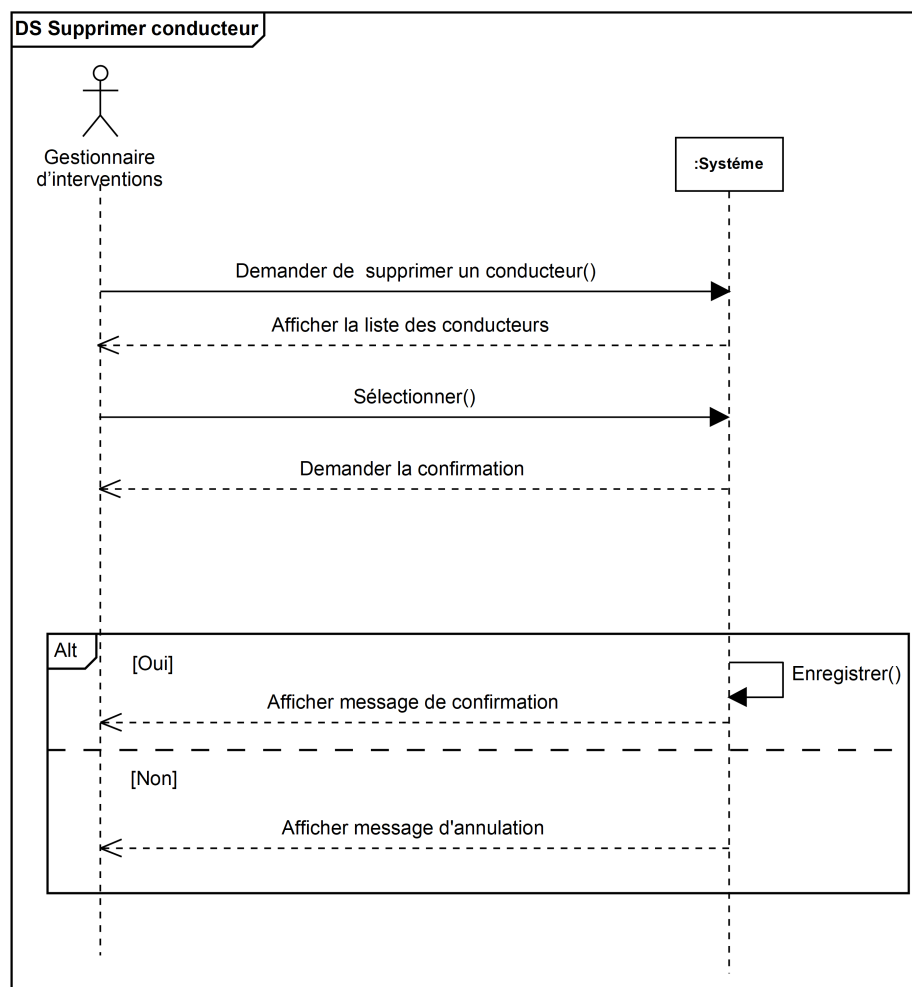 DS Supprimer conducteur
Gestionnaire
d'interventions
:Systéme
Demander de  supprimer un conducteur()
Afficher la liste des conducteurs
Sélectionner()
Demander la confirmation
Alt
[Oui]
Enregistrer()
Afficher message de confirmation
[Non]
Afficher message d'annulation